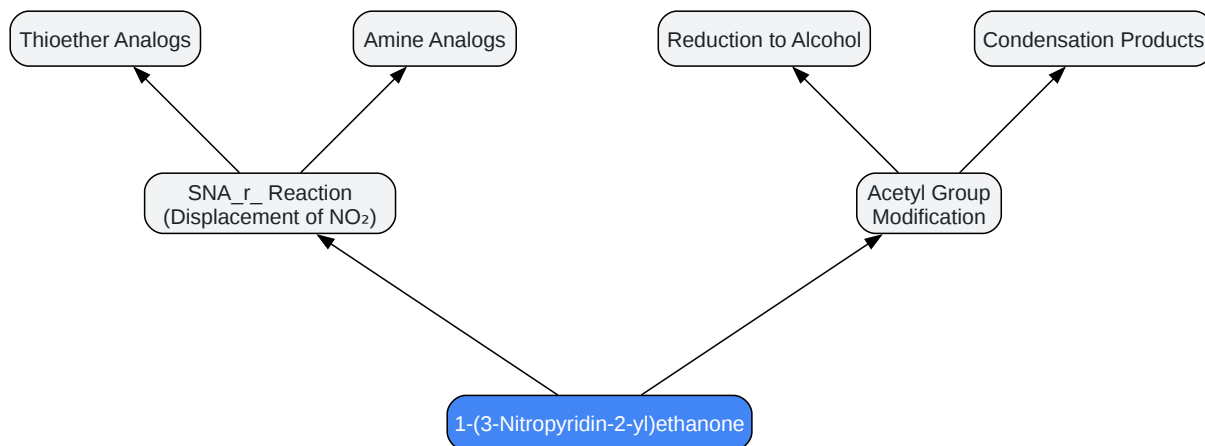 Thioether Analogs
Amine Analogs
Reduction to Alcohol
Condensation Products
SNA_r_ Reaction
(Displacement of NO₂)
Acetyl Group
Modification
1-(3-Nitropyridin-2-yl)ethanone